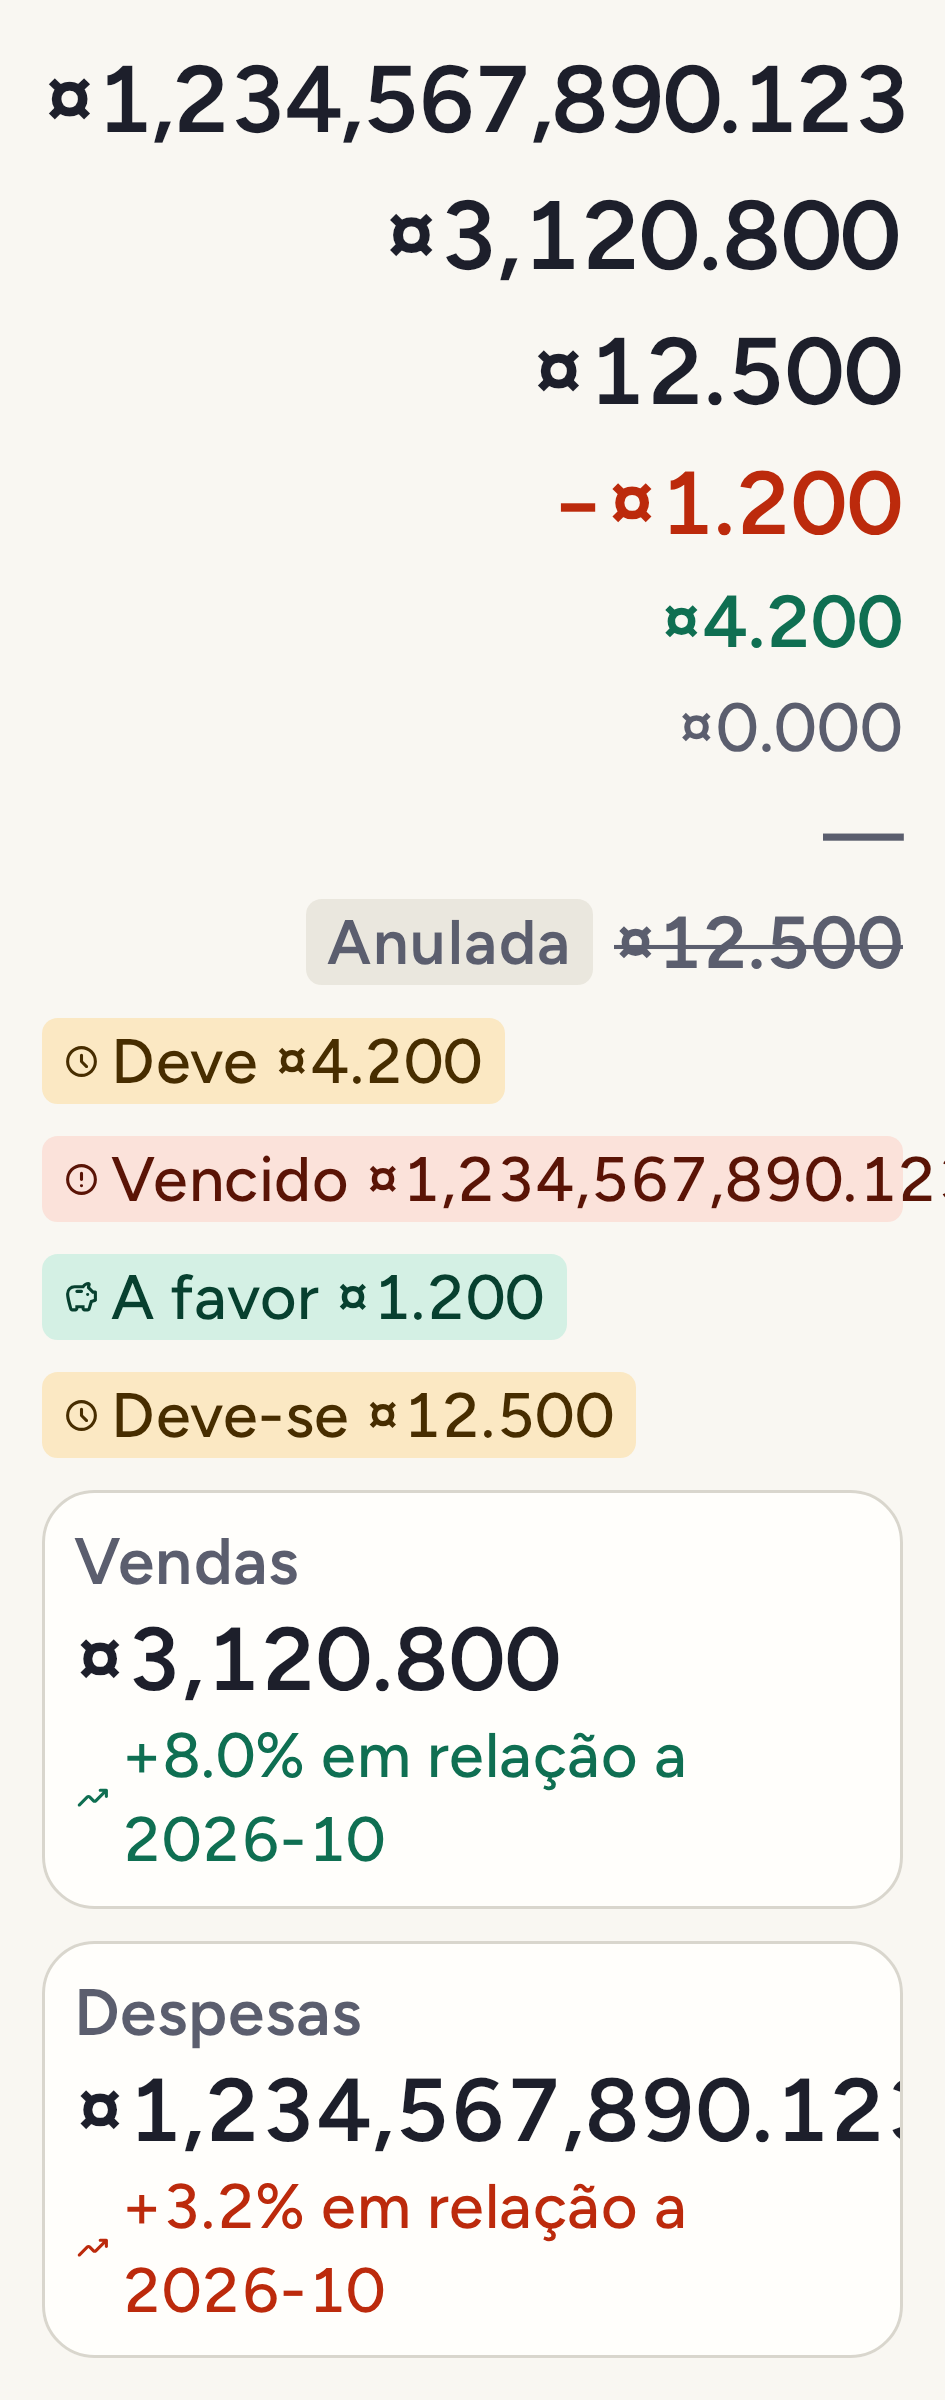 ¤1,234,567,890.123
¤3,120.800
¤12.500
-¤1.200
¤4.200
¤0.000
—
Anulada ¤12.500
Deve ¤4.200
Vencido ¤1,234,567,890.12
A favor ¤1.200
Deve-se ¤12.500
Vendas
¤3,120.800
+8.0% em relação a
2026-10
Despesas
¤1,234,567,890.12
+3.2% em relação a
2026-10